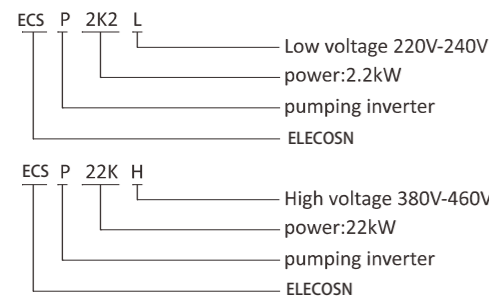 ECS P 2K2 L
Low voltage 220V-240V
power:2.2kW
pumping inverter
ELECOSN
ECS P 22K H
High voltage 380V-460V
power:22kW
pumping inverter
ELECOSN